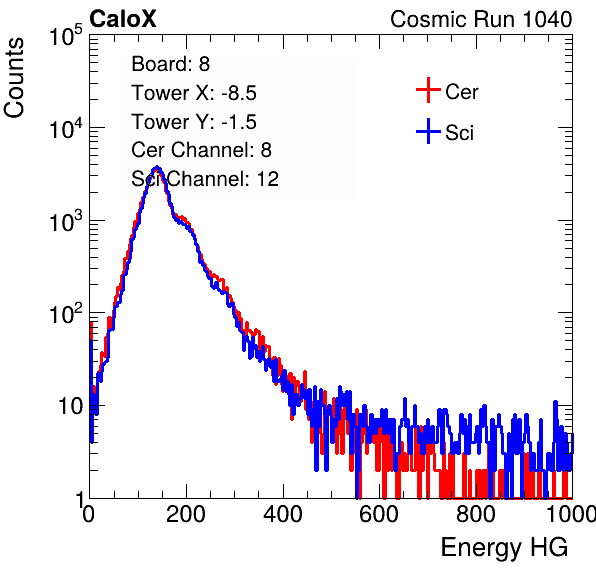 CaloX Cosmic Run 1040
Counts
10^5
10^4
10^3
10^2
10
1
Board: 8
Tower X: -8.5
Tower Y: -1.5
Cer Channel: 8
Sci Channel: 12
Cer
Sci
0 200 400 600 800 1000
Energy HG